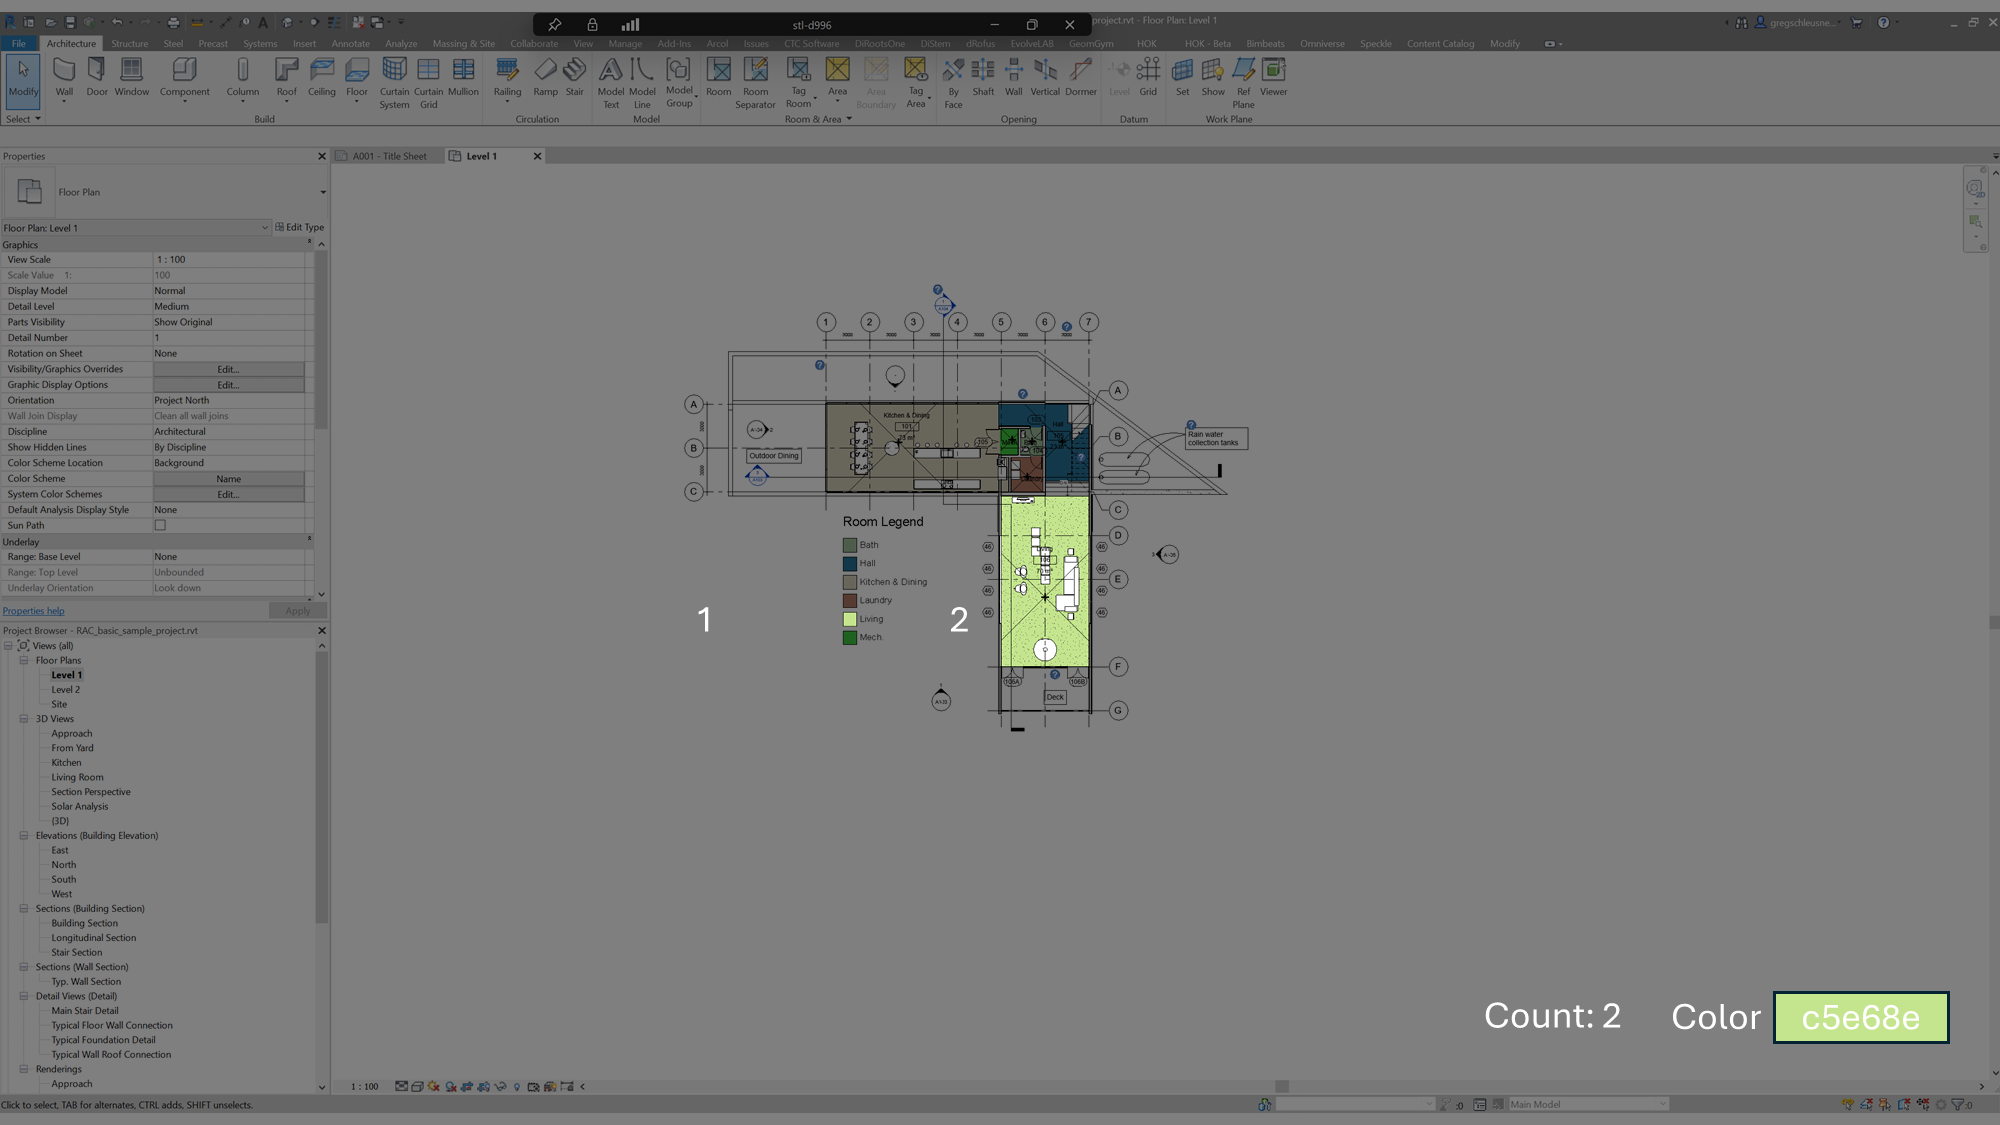 stl-d996
project.rvt - Floor Plan: Level 1
gregschleusne...
File Architecture Structure Steel Precast Systems Insert Annotate Analyze Massing & Site Collaborate View Manage Add-Ins Arcol Issues CTC Software DiRootsOne DiStem dRofus EvolveLAB GeomGym HOK HOK - Beta Bimbeats Omniverse Speckle Content Catalog Modify
Modify Wall Door Window Component Column Roof Ceiling Floor Curtain System Curtain Grid Mullion Railing Ramp Stair Model Text Model Line Model Group Room Room Separator Tag Room Area Area Boundary Tag Area By Face Shaft Wall Vertical Dormer Level Grid Set Show Ref Plane Viewer
Select Build Circulation Model Room & Area Opening Datum Work Plane
Properties
A001 - Title Sheet
Level 1
Floor Plan
Floor Plan: Level 1
Edit Type
Graphics
View Scale 1 : 100
Scale Value 1: 100
Display Model Normal
Detail Level Medium
Parts Visibility Show Original
Detail Number 1
Rotation on Sheet None
Visibility/Graphics Overrides Edit...
Graphic Display Options Edit...
Orientation Project North
Wall Join Display Clean all wall joins
Discipline Architectural
Show Hidden Lines By Discipline
Color Scheme Location Background
Color Scheme Name
System Color Schemes Edit...
Default Analysis Display Style None
Sun Path
Underlay
Range: Base Level None
Range: Top Level Unbounded
Underlay Orientation Look down
Properties help
Apply
Project Browser - RAC_basic_sample_project.rvt
Views (all)
Floor Plans
Level 1
Level 2
Site
3D Views
Approach
From Yard
Kitchen
Living Room
Section Perspective
Solar Analysis
{3D}
Elevations (Building Elevation)
East
North
South
West
Sections (Building Section)
Building Section
Longitudinal Section
Stair Section
Sections (Wall Section)
Typ. Wall Section
Detail Views (Detail)
Main Stair Detail
Typical Floor Wall Connection
Typical Foundation Detail
Typical Wall Roof Connection
Renderings
Approach
1 2 3 4 5 6 7
A
A
B
B
C
C
D
E
F
G
Kitchen & Dining
101
Hall
Outdoor Dining
Rain water
collection tanks
Room Legend
Bath
Hall
Kitchen & Dining
Laundry
Living
Mech.
46 46
46 46
46 46
46 46
106A 106B
Deck
1
2
Count: 2
Color
c5e68e
1 : 100
Click to select, TAB for alternates, CTRL adds, SHIFT unselects.
:0
Main Model
:0